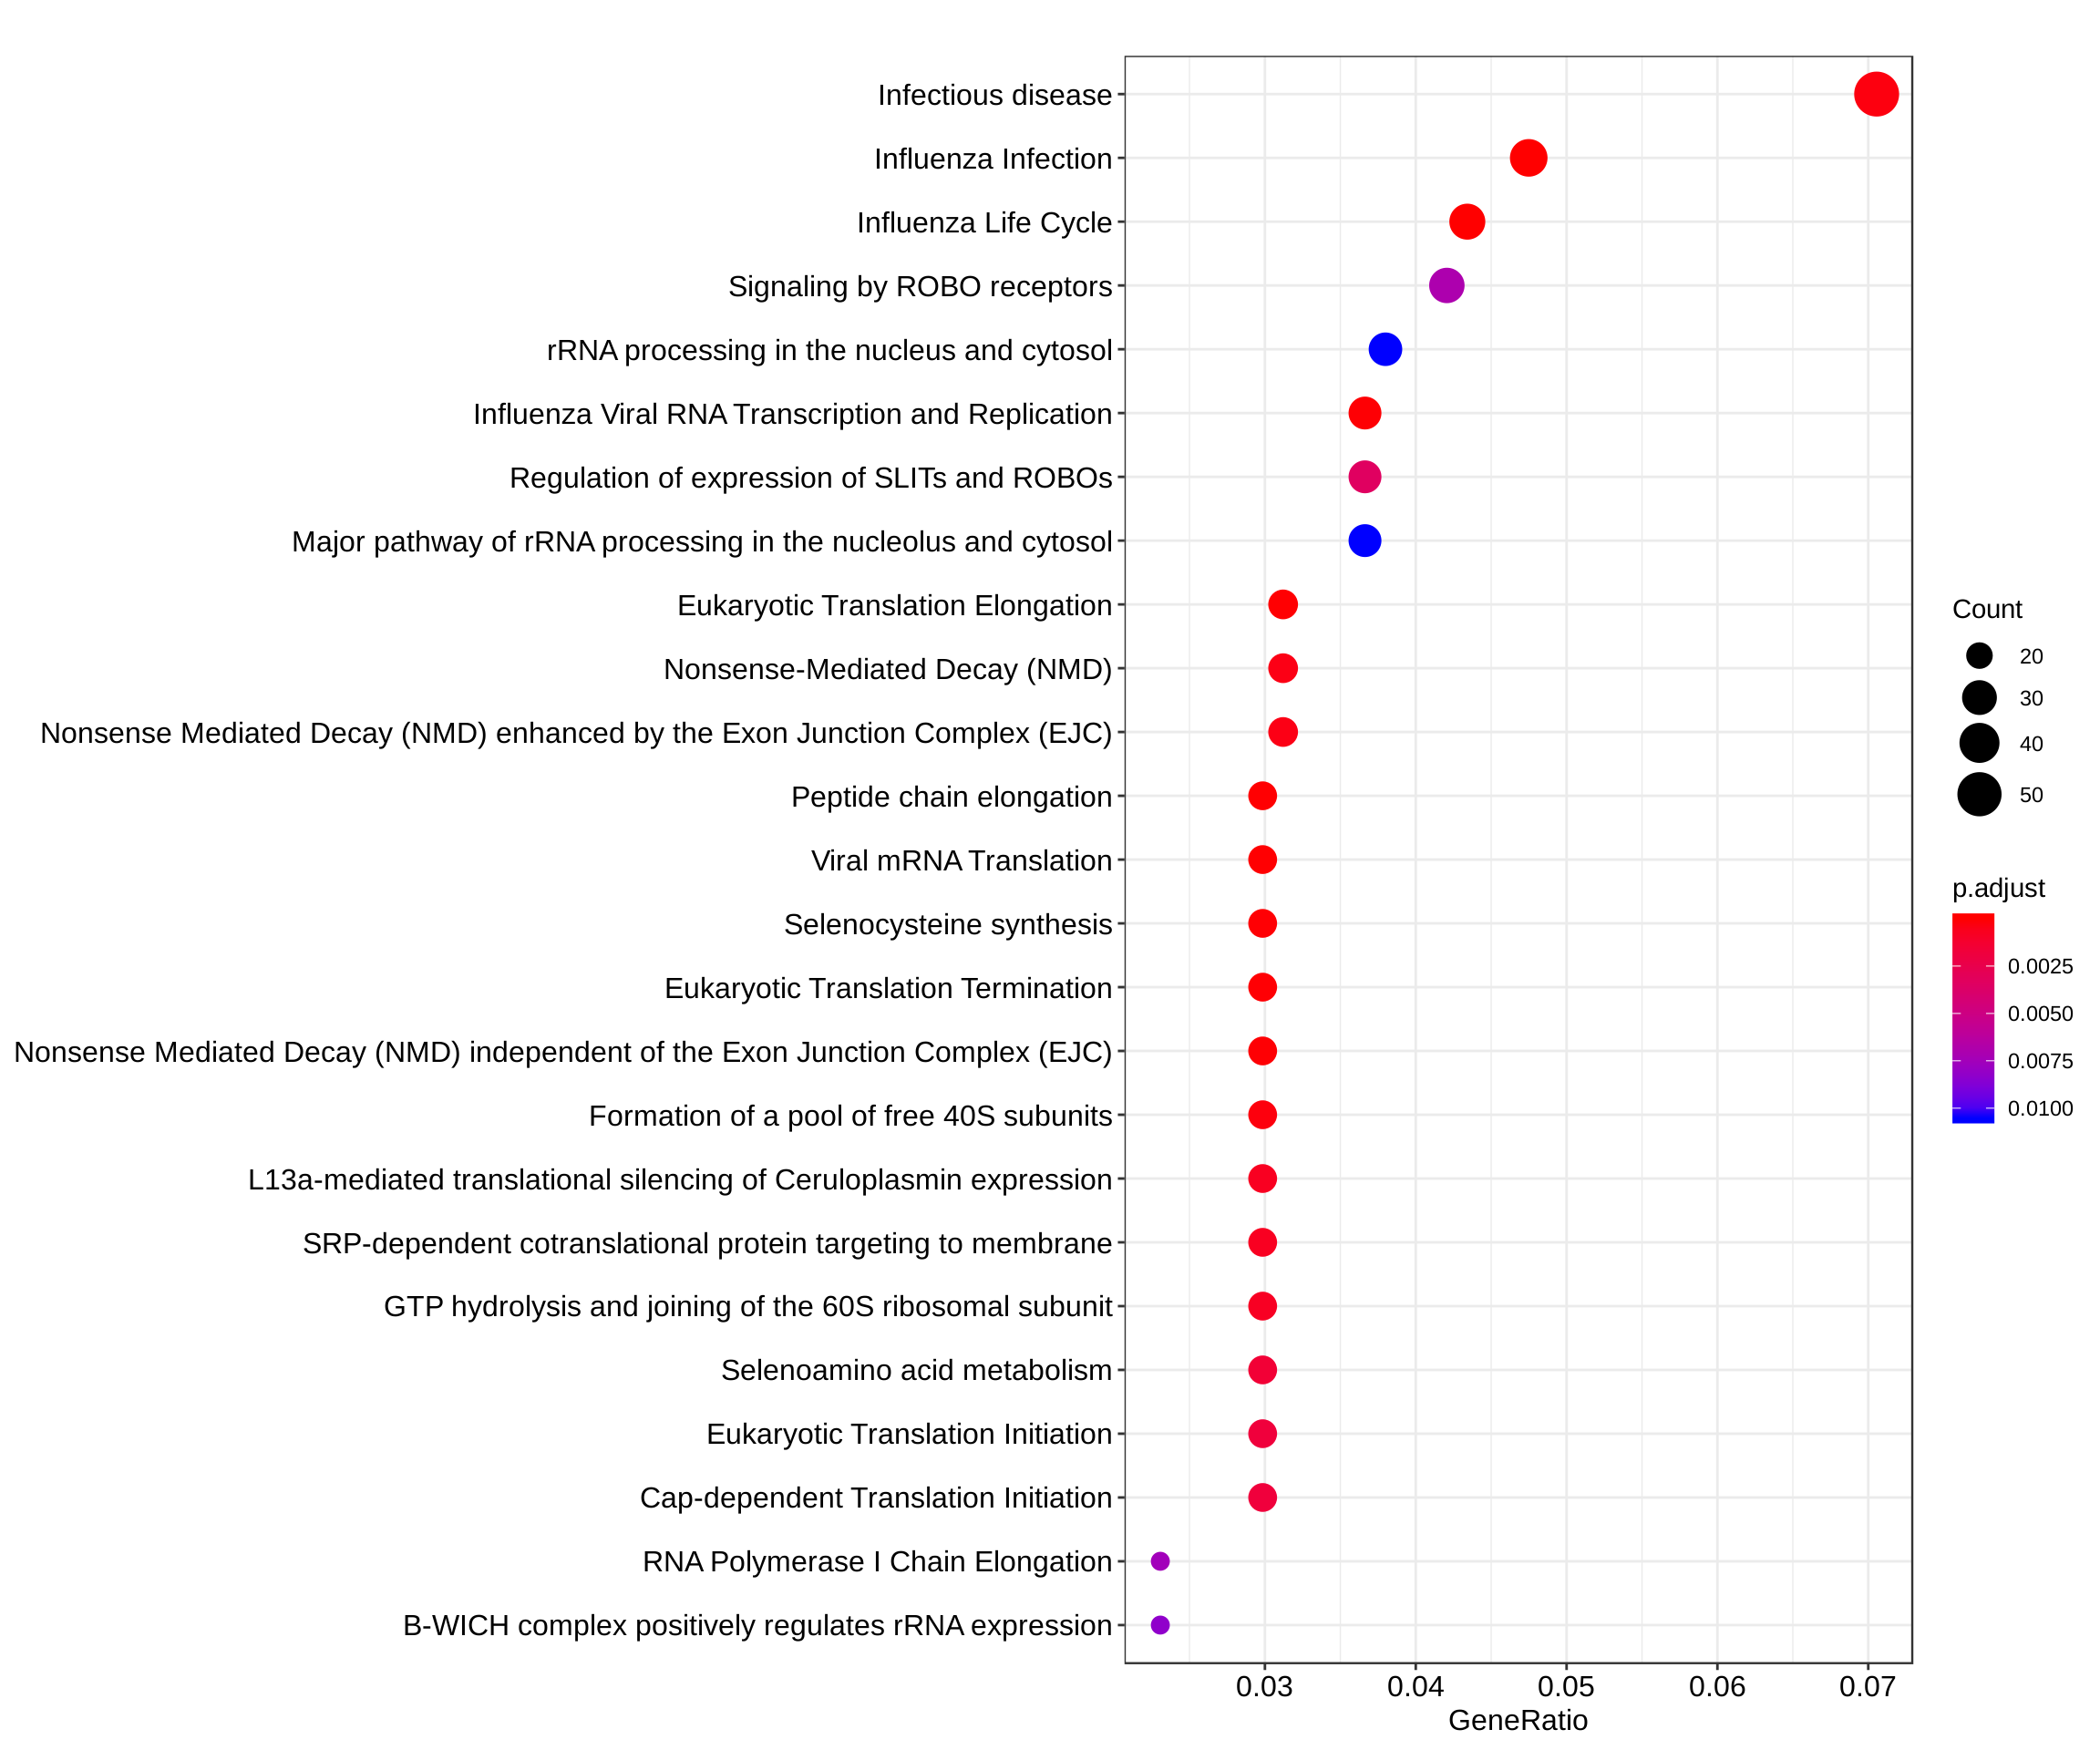 Infectious disease
Influenza Infection
Influenza Life Cycle
Signaling by ROBO receptors
rRNA processing in the nucleus and cytosol
Influenza Viral RNA Transcription and Replication
Regulation of expression of SLITs and ROBOs
Major pathway of rRNA processing in the nucleolus and cytosol
Eukaryotic Translation Elongation
Nonsense-Mediated Decay (NMD)
Nonsense Mediated Decay (NMD) enhanced by the Exon Junction Complex (EJC)
Peptide chain elongation
Viral mRNA Translation
Selenocysteine synthesis
Eukaryotic Translation Termination
Nonsense Mediated Decay (NMD) independent of the Exon Junction Complex (EJC)
Formation of a pool of free 40S subunits
L13a-mediated translational silencing of Ceruloplasmin expression
SRP-dependent cotranslational protein targeting to membrane
GTP hydrolysis and joining of the 60S ribosomal subunit
Selenoamino acid metabolism
Eukaryotic Translation Initiation
Cap-dependent Translation Initiation
RNA Polymerase I Chain Elongation
B-WICH complex positively regulates rRNA expression
0.03 0.04 0.05 0.06 0.07
GeneRatio
Count
20
30
40
50
p.adjust
0.0025
0.0050
0.0075
0.0100